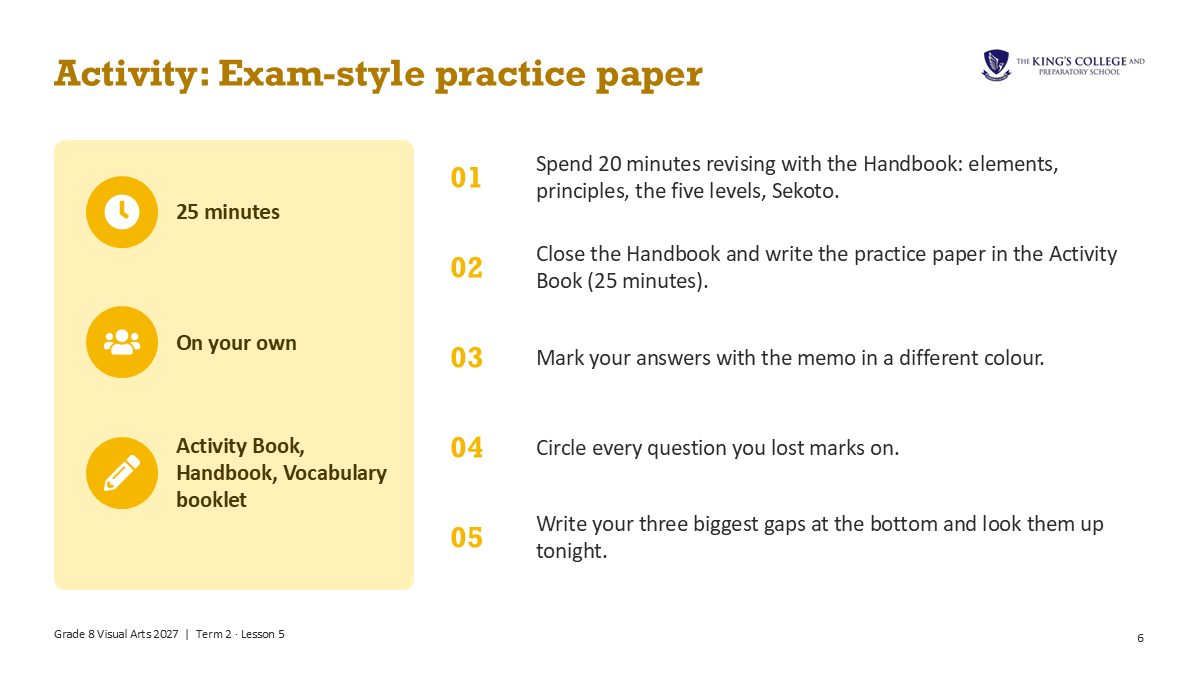 Activity: Exam-style practice paper
THE KING'S COLLEGE AND
PREPARATORY SCHOOL
25 minutes
On your own
Activity Book,
Handbook, Vocabulary
booklet
01
Spend 20 minutes revising with the Handbook: elements,
principles, the five levels, Sekoto.
02
Close the Handbook and write the practice paper in the Activity
Book (25 minutes).
03
Mark your answers with the memo in a different colour.
04
Circle every question you lost marks on.
05
Write your three biggest gaps at the bottom and look them up
tonight.
Grade 8 Visual Arts 2027 | Term 2 · Lesson 5
6